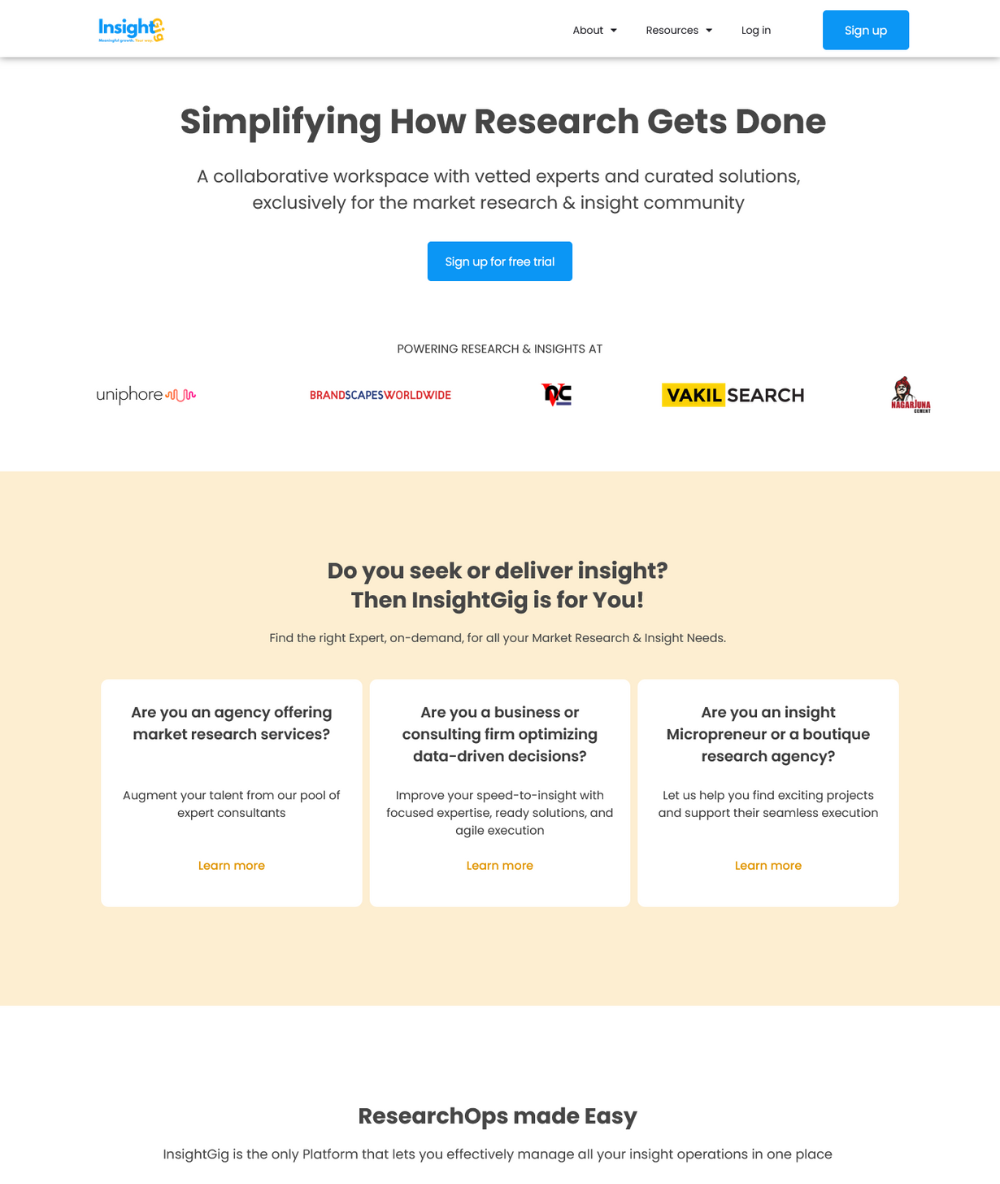 InsightGig
Meaningful growth. Your way.
About
Resources
Log in
Sign up
Simplifying How Research Gets Done
A collaborative workspace with vetted experts and curated solutions,
exclusively for the market research & insight community
Sign up for free trial
POWERING RESEARCH & INSIGHTS AT
uniphore
BRANDSCAPESWORLDWIDE
VNC
VAKIL SEARCH
NAGARJUNA
CEMENT
Do you seek or deliver insight?
Then InsightGig is for You!
Find the right Expert, on-demand, for all your Market Research & Insight Needs.
Are you an agency offering
market research services?
Augment your talent from our pool of
expert consultants
Learn more
Are you a business or
consulting firm optimizing
data-driven decisions?
Improve your speed-to-insight with
focused expertise, ready solutions, and
agile execution
Learn more
Are you an insight
Micropreneur or a boutique
research agency?
Let us help you find exciting projects
and support their seamless execution
Learn more
ResearchOps made Easy
InsightGig is the only Platform that lets you effectively manage all your insight operations in one place